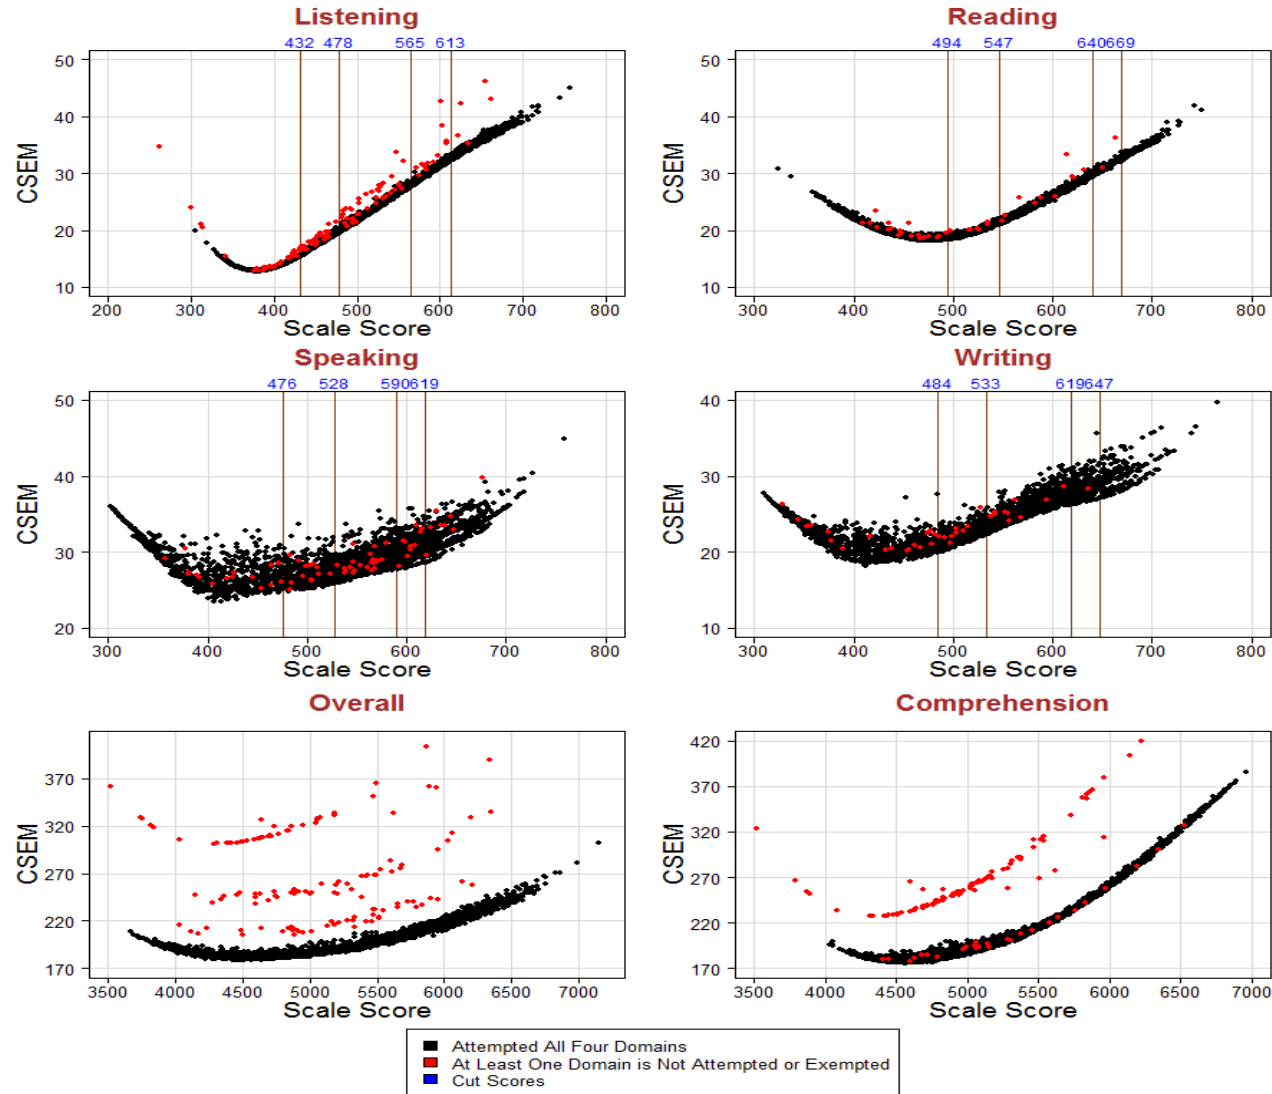 Listening
432 478 565 613
CSEM
50
40
30
20
10
200 300 400 500 600 700 800
Scale Score
Reading
494 547 640 669
CSEM
50
40
30
20
10
300 400 500 600 700 800
Scale Score
Speaking
476 528 590 619
CSEM
50
40
30
20
300 400 500 600 700 800
Scale Score
Writing
484 533 619 647
CSEM
40
30
20
10
300 400 500 600 700 800
Scale Score
Overall
CSEM
370
320
270
220
170
3500 4000 4500 5000 5500 6000 6500 7000
Scale Score
Comprehension
CSEM
420
370
320
270
220
170
3500 4000 4500 5000 5500 6000 6500 7000
Scale Score
Attempted All Four Domains
At Least One Domain is Not Attempted or Exempted
Cut Scores